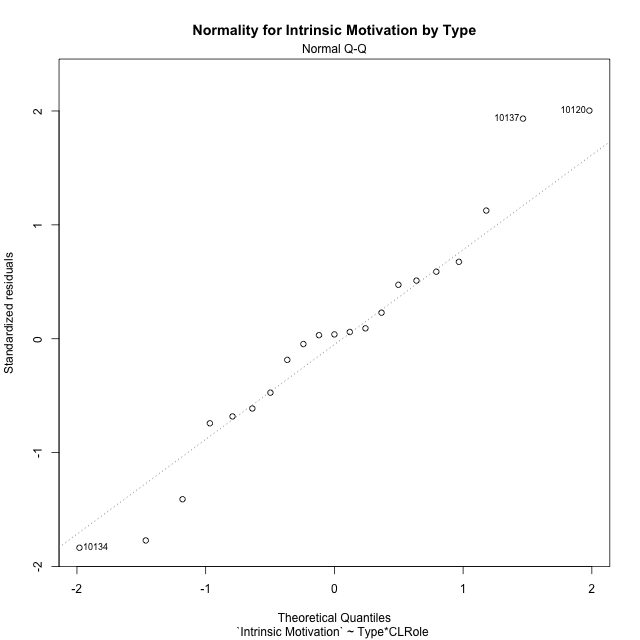 Normality for Intrinsic Motivation by Type
Normal Q-Q
Standardized residuals
2
1
0
-1
-2
10137
10120
10134
-2
-1
0
1
2
Theoretical Quantiles
`Intrinsic Motivation` ~ Type*CLRole